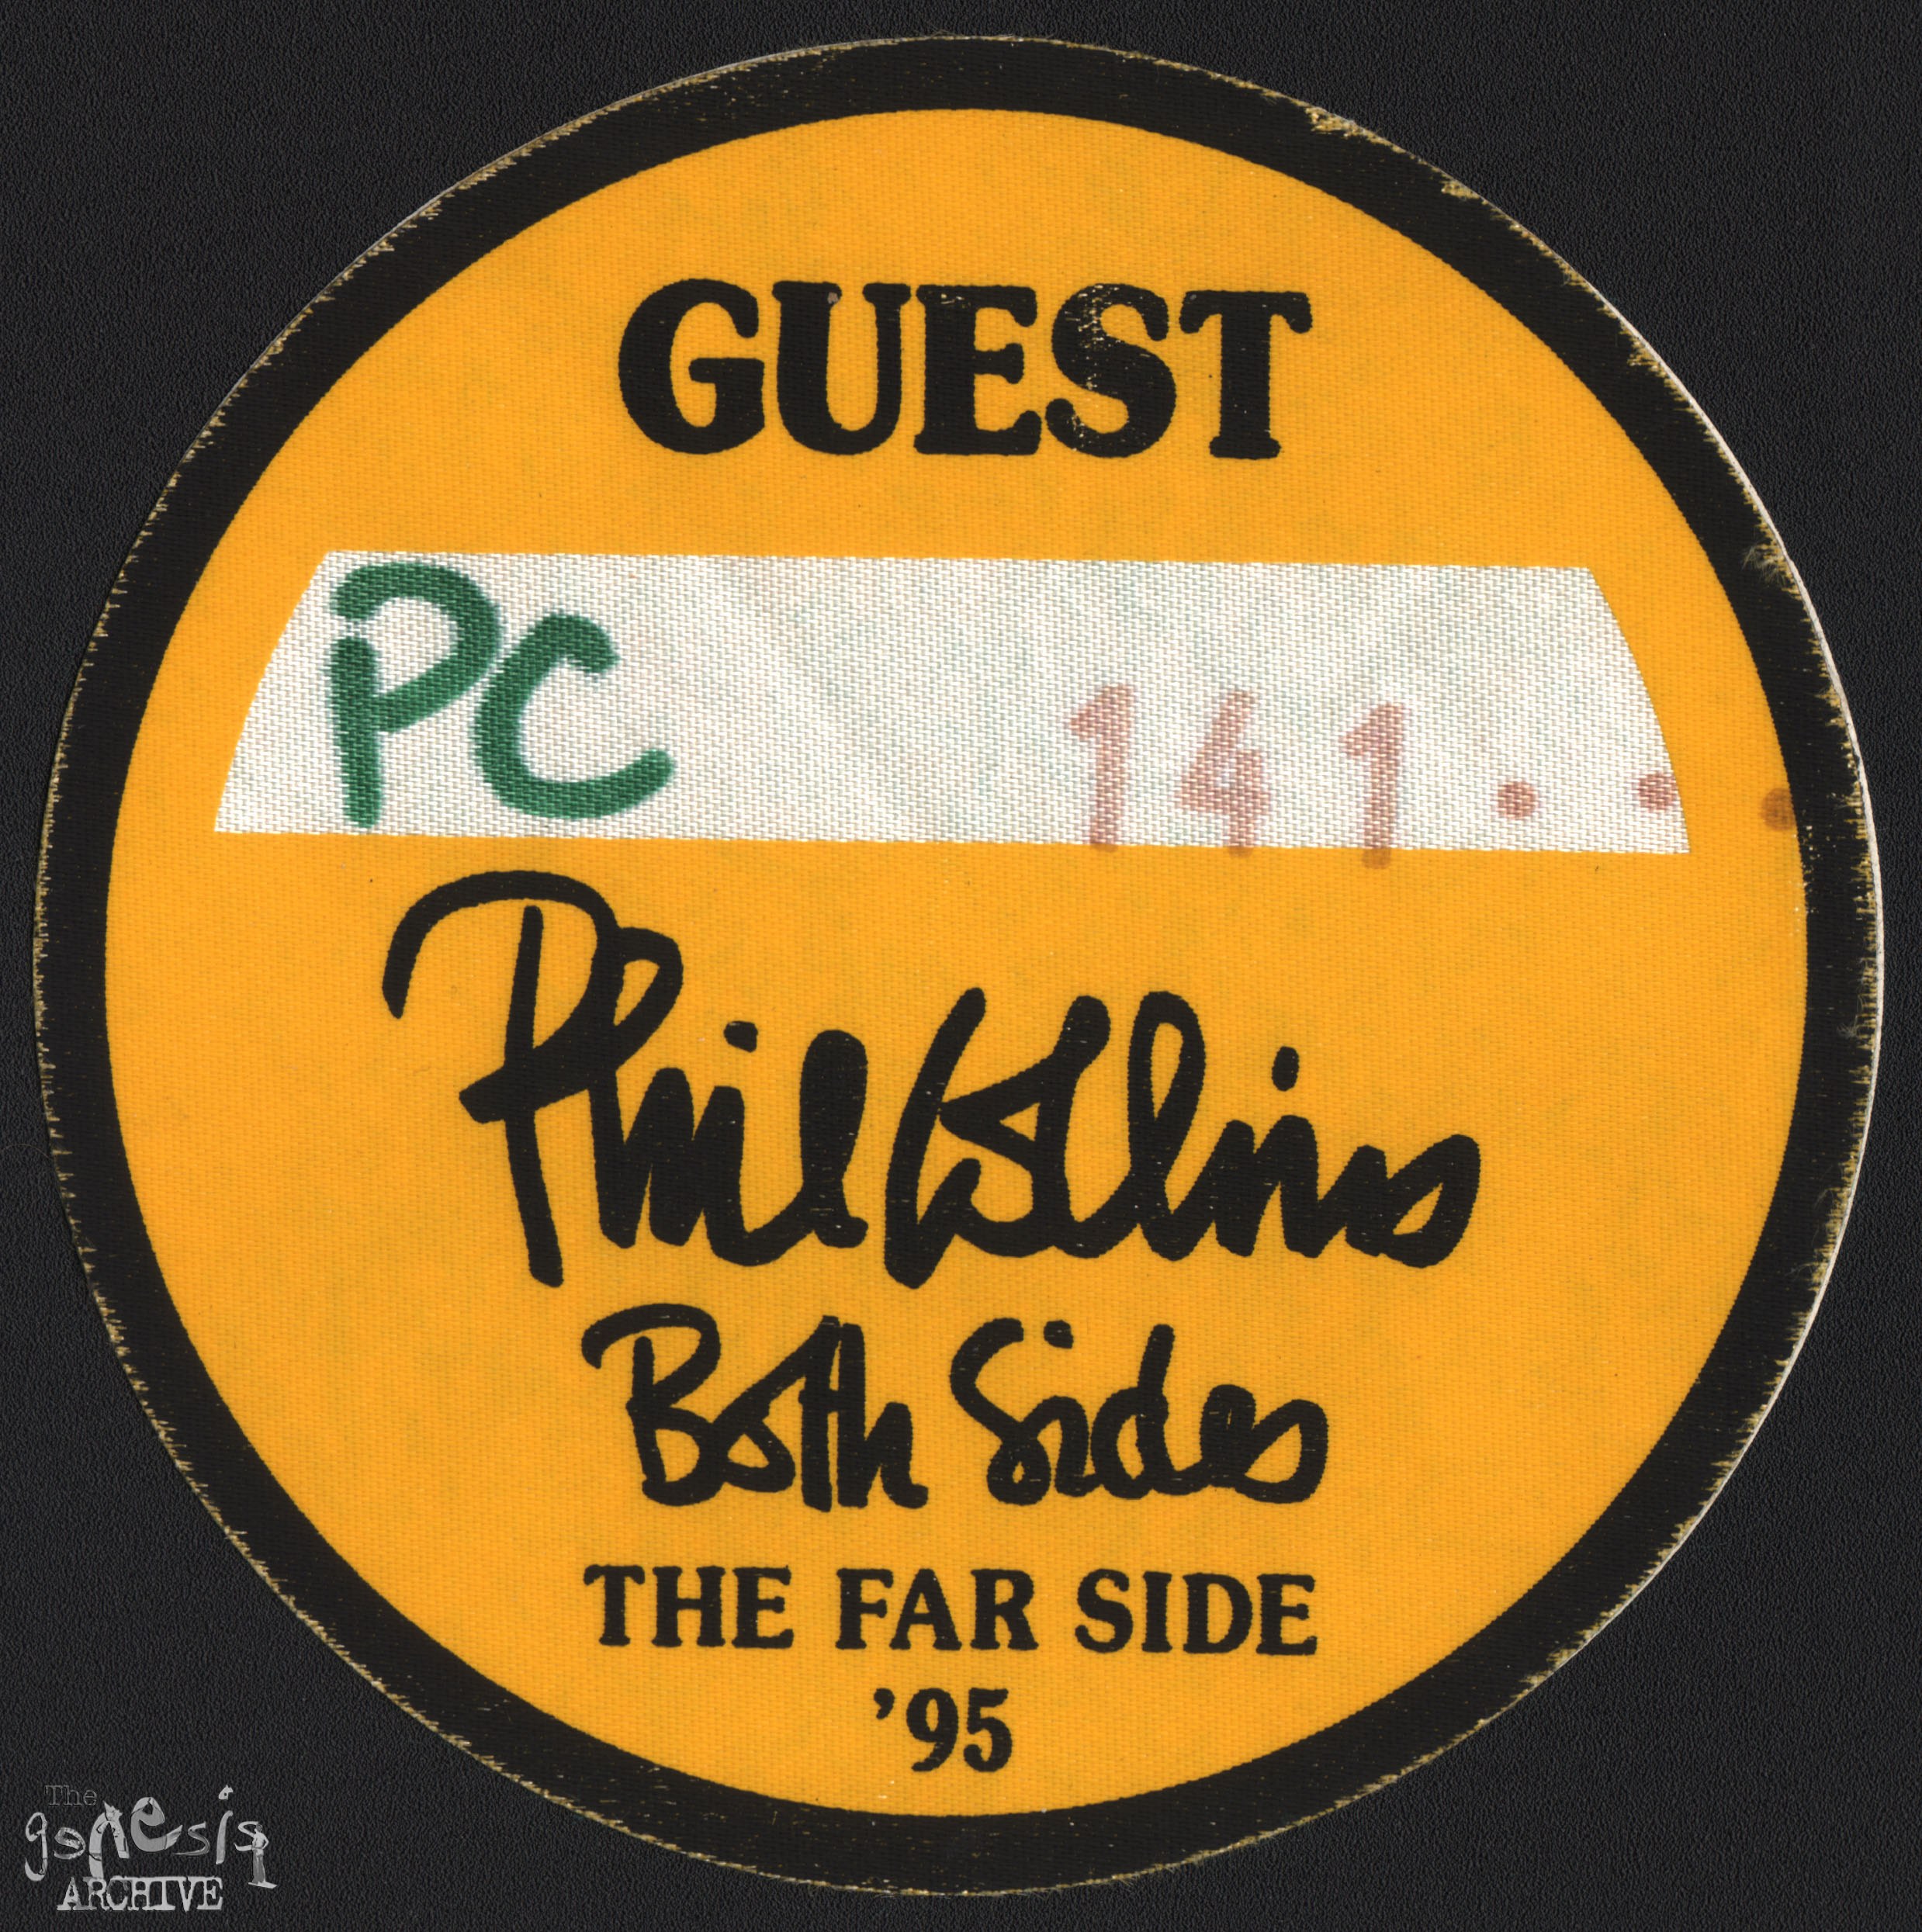 GUEST
PC 141...
Phil Collins
Both Sides
THE FAR SIDE
'95
The
genesis
ARCHIVE